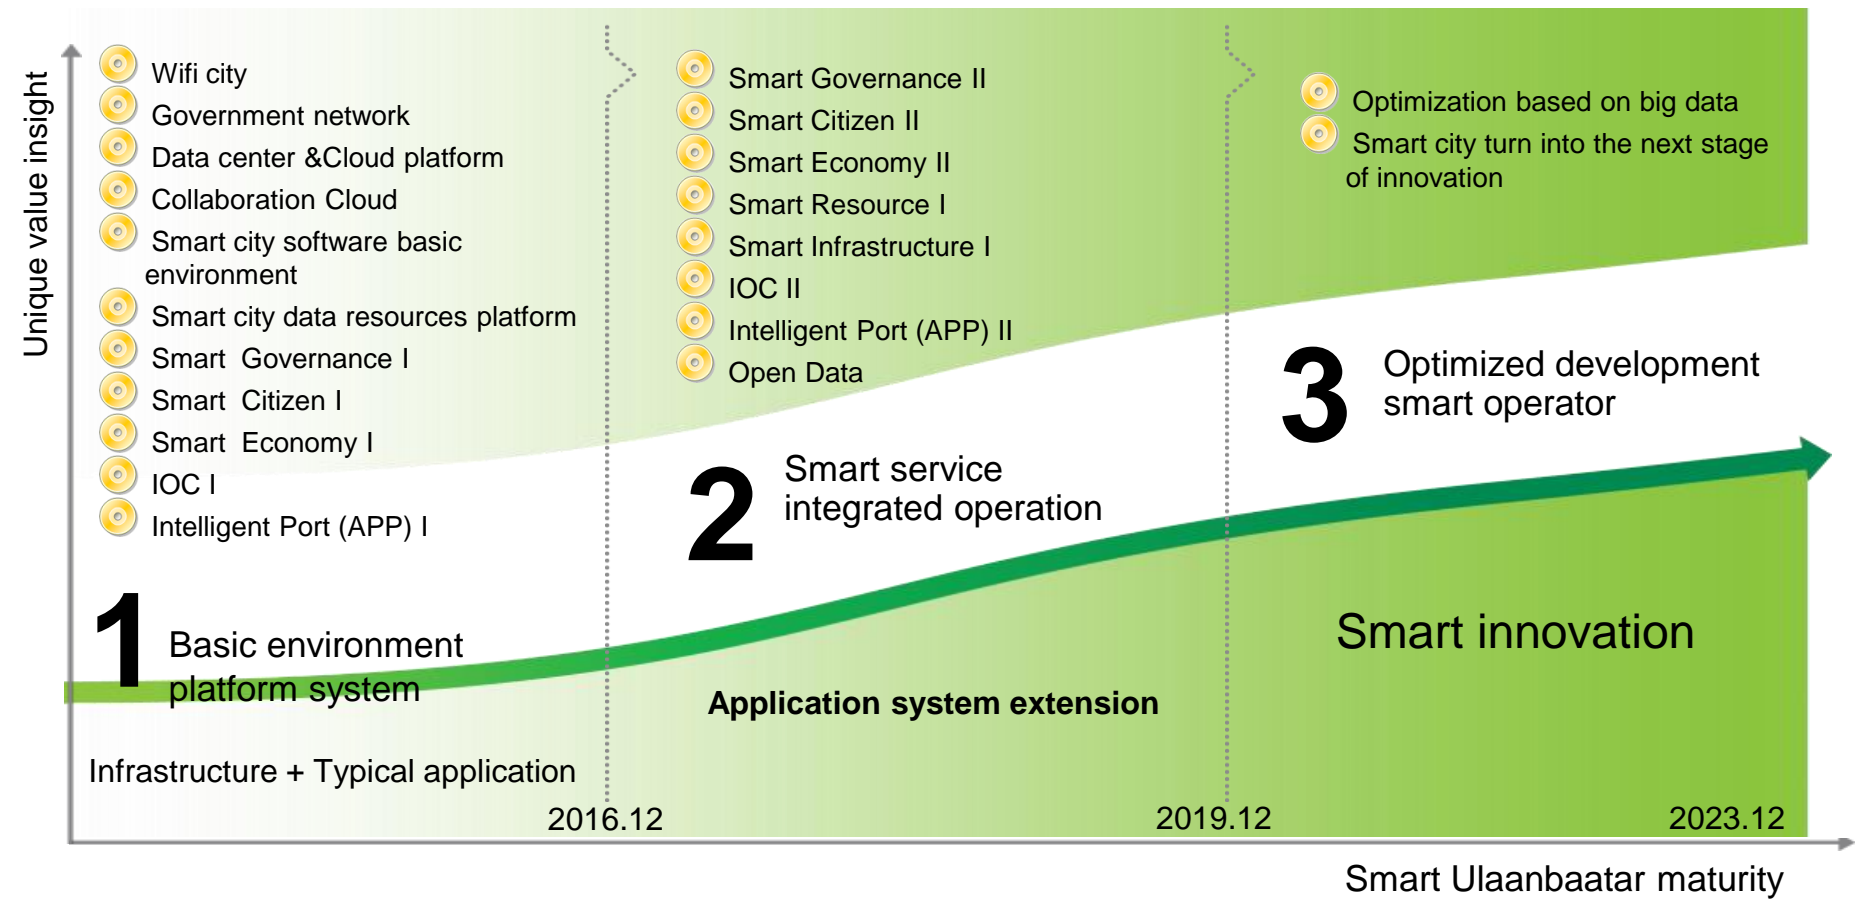 Unique value insight
Wifi city
Government network
Data center &Cloud platform
Collaboration Cloud
Smart city software basic
environment
Smart city data resources platform
Smart Governance I
Smart Citizen I
Smart Economy I
IOC I
Intelligent Port (APP) I
Smart Governance II
Smart Citizen II
Smart Economy II
Smart Resource I
Smart Infrastructure I
IOC II
Intelligent Port (APP) II
Open Data
Optimization based on big data
Smart city turn into the next stage
of innovation
1
Basic environment
platform system
2
Smart service
integrated operation
3
Optimized development
smart operator
Infrastructure + Typical application
Application system extension
Smart innovation
2016.12
2019.12
2023.12
Smart Ulaanbaatar maturity